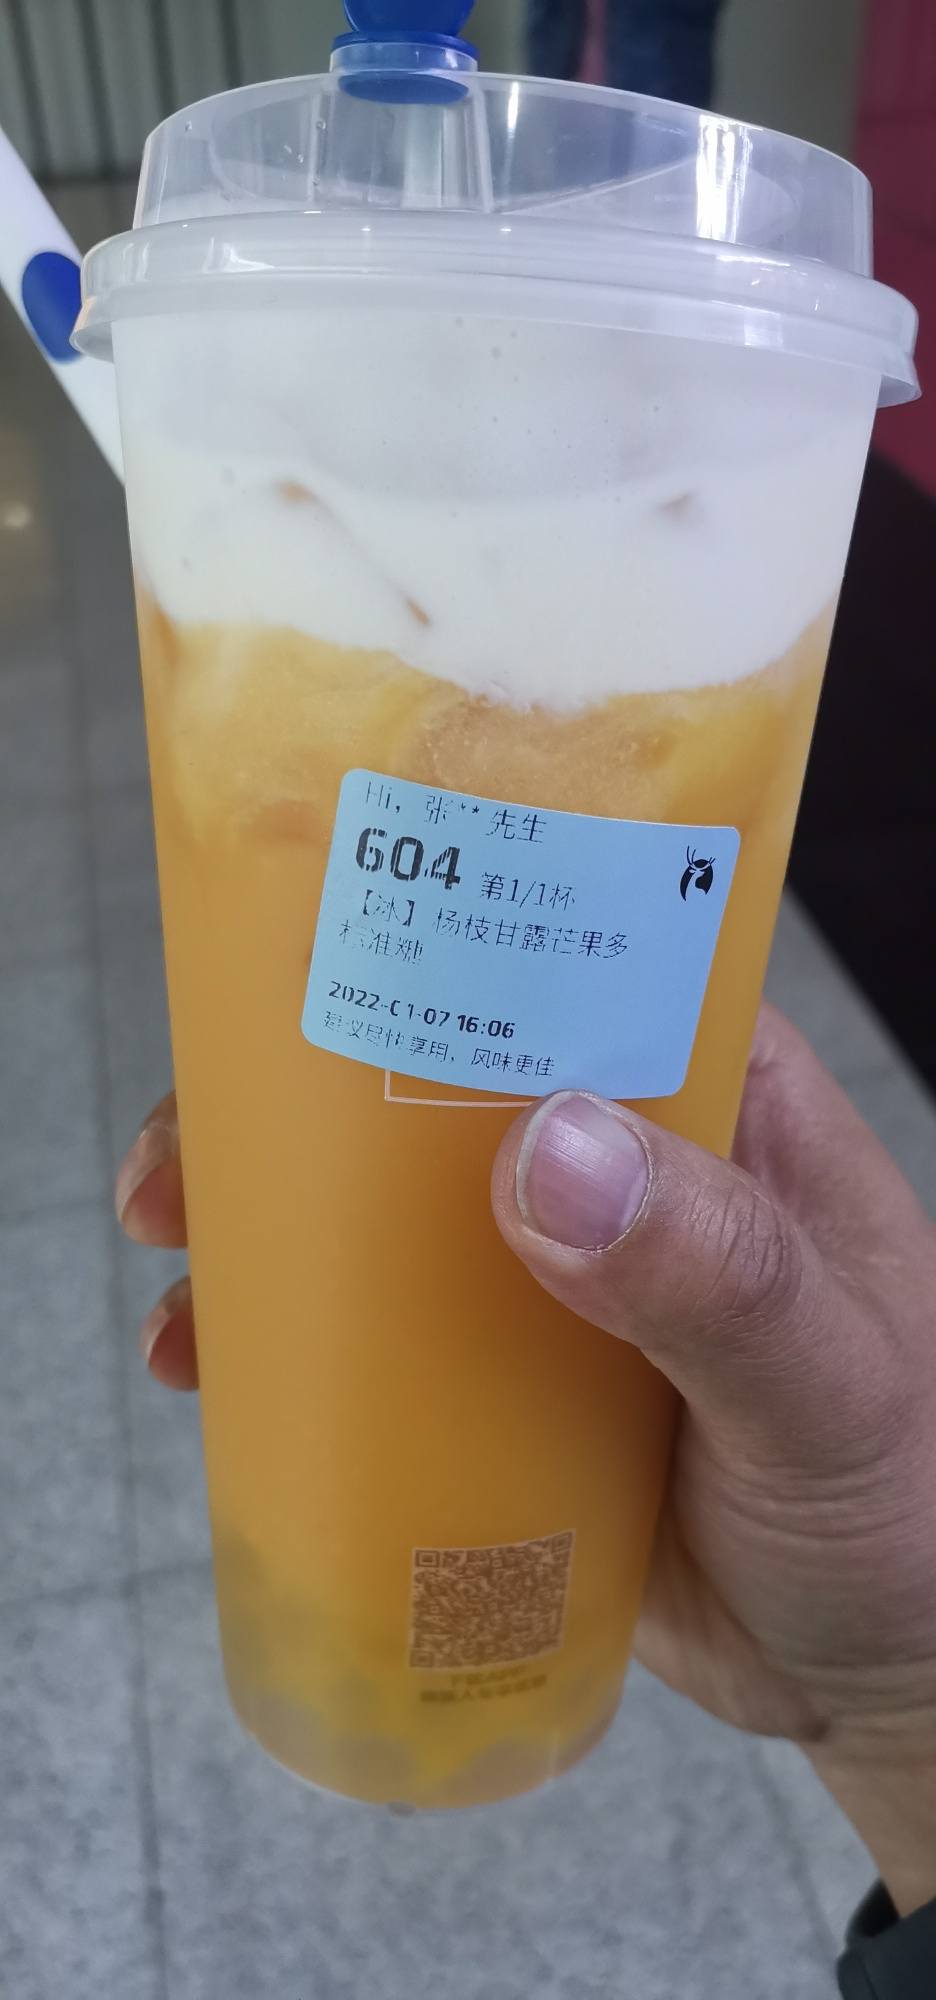 Hi，张** 先生
604 第1/1杯
【冰】杨枝甘露芒果多
标准糖
2022-01-07 16:06
建议尽快享用，风味更佳